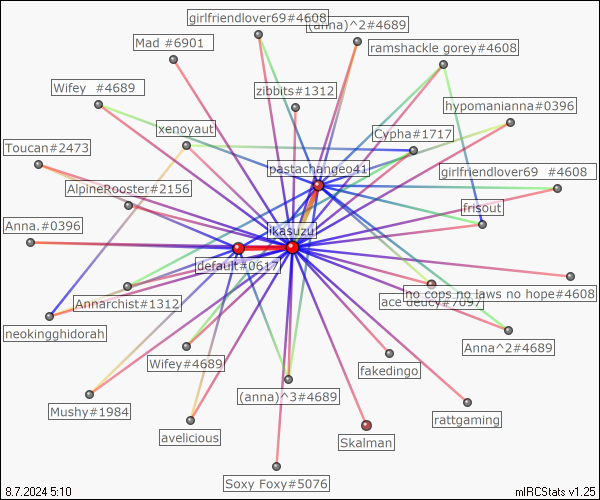 girlfriendlover69#4608
(anna)^2#4689
Mad #6901
ramshackle gorey#4608
Wifey  #4689
zibbits#1312
hypomanianna#0396
xenoyaut
Cypha#1717
Toucan#2473
pastachangeo41
girlfriendlover69  #4608
AlpineRooster#2156
frisout
Anna.#0396
ikasuzu
default#0617
no cops no laws no hope#4608
Annarchist#1312
ace deucy#7097
neokingghidorah
Anna^2#4689
Wifey#4689
fakedingo
(anna)^3#4689
Mushy#1984
rattgaming
avelicious
Skalman
Soxy Foxy#5076
8.7.2024 5:10
mIRCStats v1.25